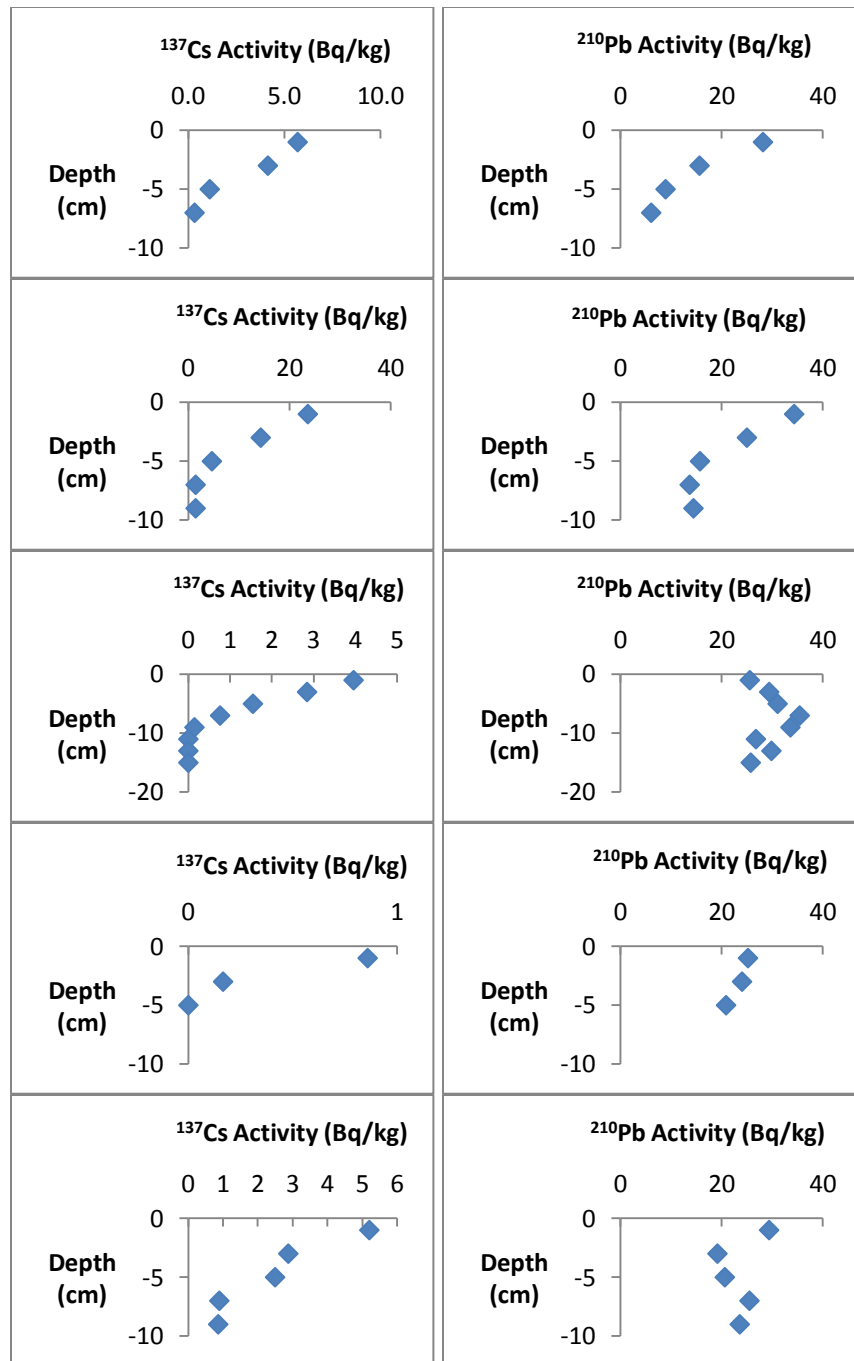 ¹³⁷Cs Activity (Bq/kg)
0.0 5.0 10.0
0
-5
-10
Depth
(cm)
²¹⁰Pb Activity (Bq/kg)
0 20 40
0
-5
-10
Depth
(cm)
¹³⁷Cs Activity (Bq/kg)
0 20 40
0
-5
-10
Depth
(cm)
²¹⁰Pb Activity (Bq/kg)
0 20 40
0
-5
-10
Depth
(cm)
¹³⁷Cs Activity (Bq/kg)
0 1 2 3 4 5
0
-10
-20
Depth
(cm)
²¹⁰Pb Activity (Bq/kg)
0 20 40
0
-10
-20
Depth
(cm)
¹³⁷Cs Activity (Bq/kg)
0 1
0
-5
-10
Depth
(cm)
²¹⁰Pb Activity (Bq/kg)
0 20 40
0
-5
-10
Depth
(cm)
¹³⁷Cs Activity (Bq/kg)
0 1 2 3 4 5 6
0
-5
-10
Depth
(cm)
²¹⁰Pb Activity (Bq/kg)
0 20 40
0
-5
-10
Depth
(cm)